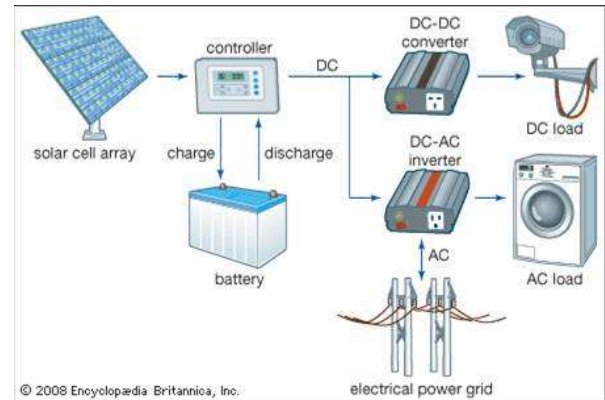 DC-DC
converter
controller
DC
DC load
solar cell array
charge
discharge
DC-AC
inverter
AC
AC load
battery
electrical power grid
© 2008 Encyclopædia Britannica, Inc.